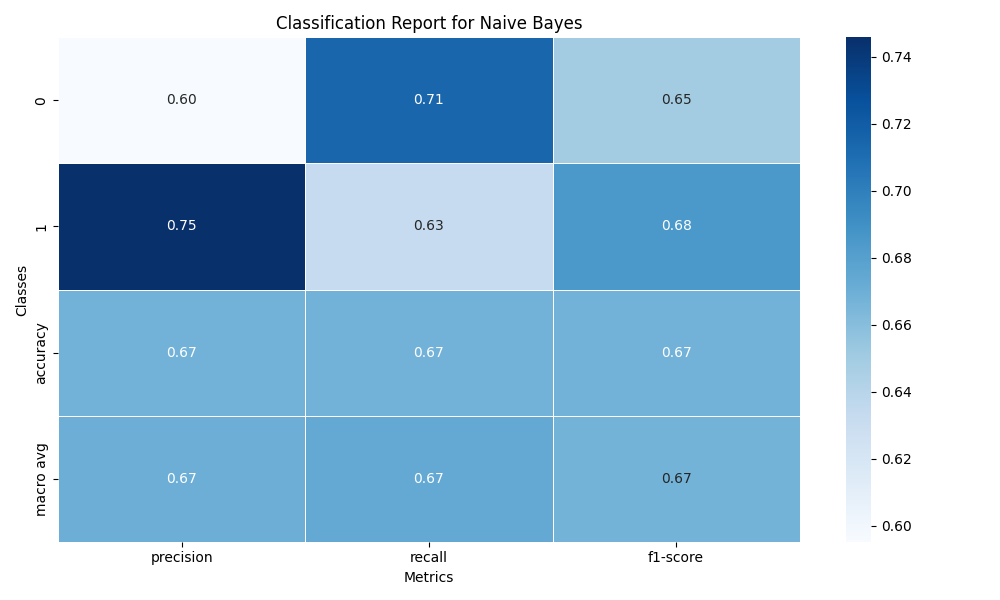 Classification Report for Naive Bayes
0 0.60 0.71 0.65
1 0.75 0.63 0.68
accuracy 0.67 0.67 0.67
macro avg 0.67 0.67 0.67
Classes
precision recall f1-score
Metrics
0.74
0.72
0.70
0.68
0.66
0.64
0.62
0.60